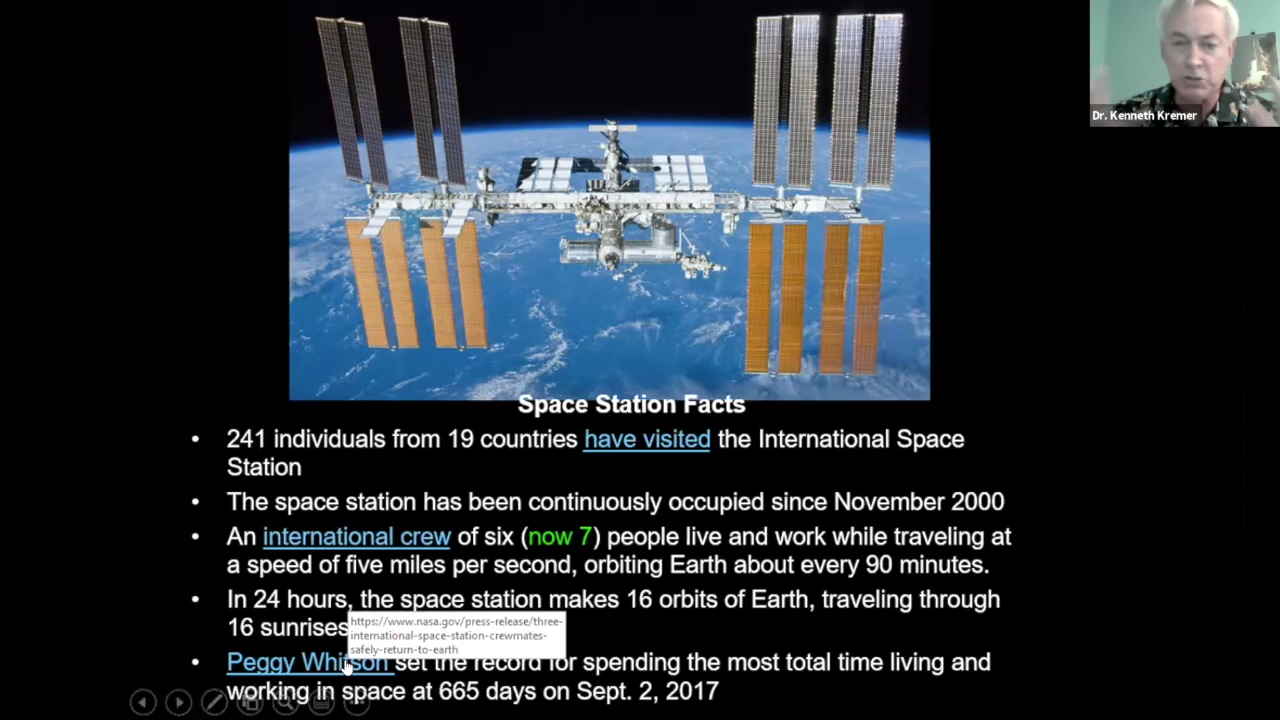 Dr. Kenneth Kremer
Space Station Facts
• 241 individuals from 19 countries have visited the International Space
Station
• The space station has been continuously occupied since November 2000
• An international crew of six (now 7) people live and work while traveling at
a speed of five miles per second, orbiting Earth about every 90 minutes.
• In 24 hours, the space station makes 16 orbits of Earth, traveling through
16 sunrises
https://www.nasa.gov/press-release/three-
international-space-station-crewmates-
safely-return-to-earth
• Peggy Whitson set the record for spending the most total time living and
working in space at 665 days on Sept. 2, 2017